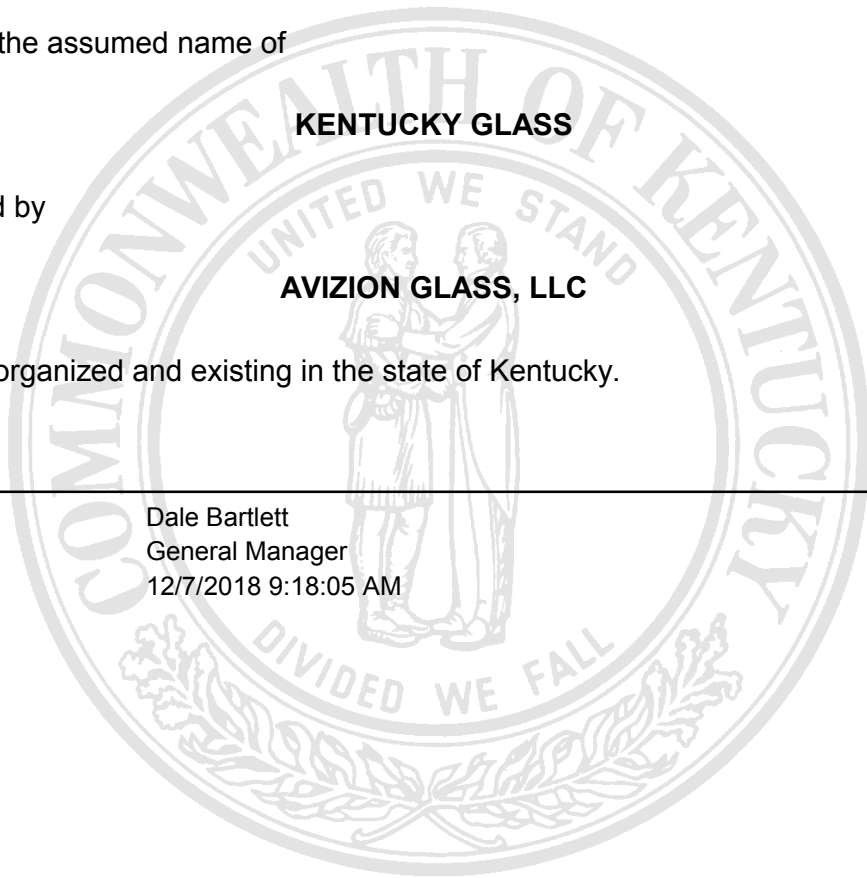 the assumed name of
KENTUCKY GLASS
d by
AVIZION GLASS, LLC
organized and existing in the state of Kentucky.
Dale Bartlett
General Manager
12/7/2018 9:18:05 AM
COMMONWEALTH OF KENTUCKY
UNITED WE STAND
DIVIDED WE FALL